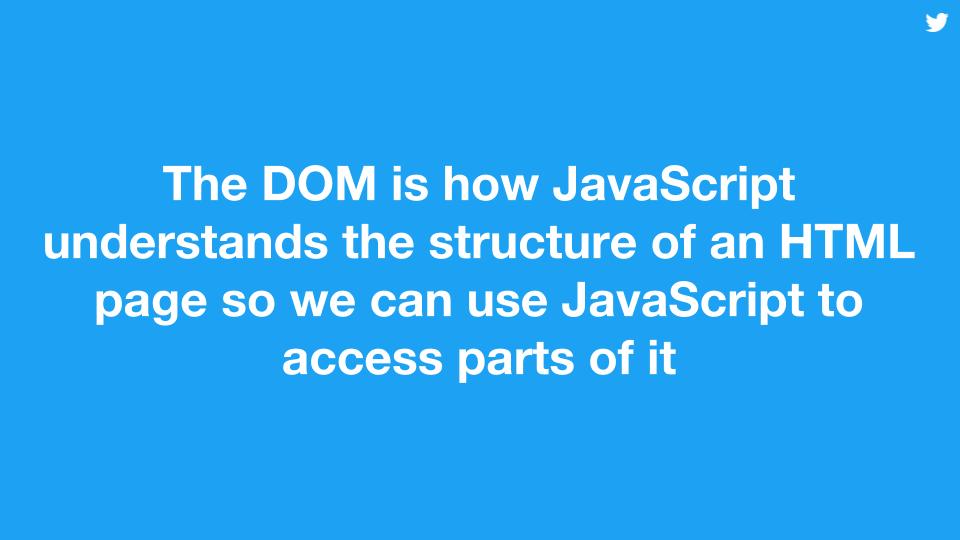 The DOM is how JavaScript
understands the structure of an HTML
page so we can use JavaScript to
access parts of it